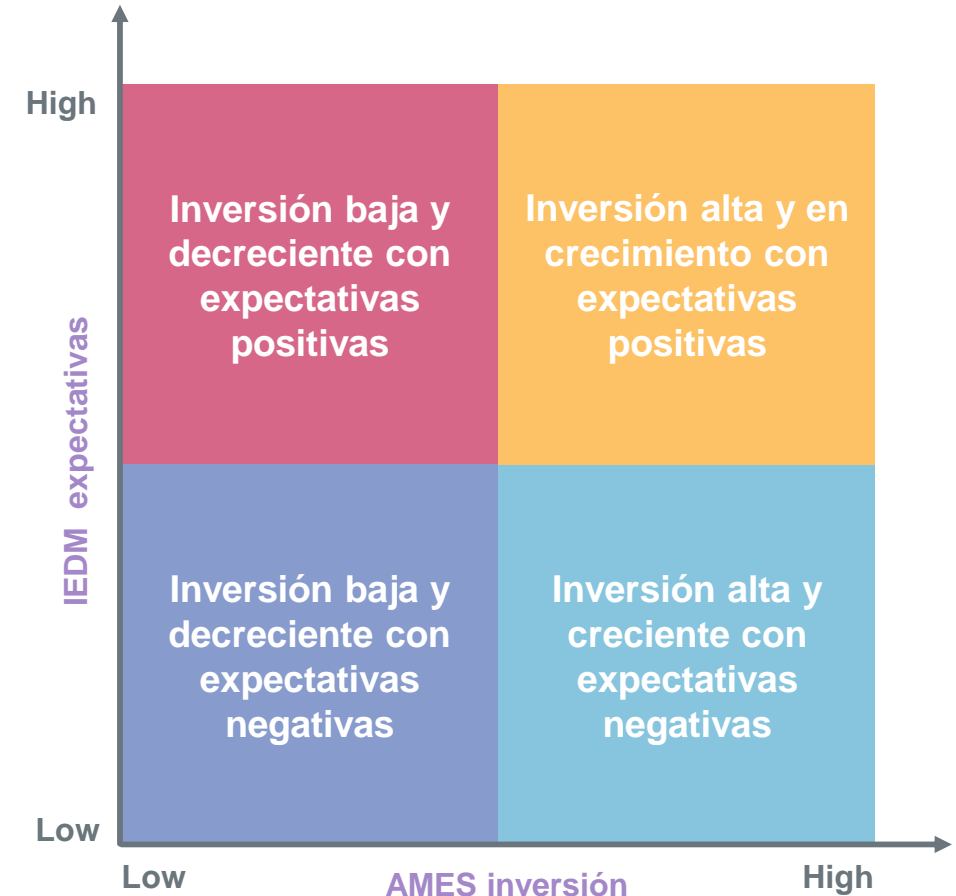 High
Inversión baja y
decreciente con
expectativas
positivas
Inversión alta y en
crecimiento con
expectativas
positivas
IEDM expectativas
Inversión baja y
decreciente con
expectativas
negativas
Inversión alta y
creciente con
expectativas
negativas
Low
Low
AMES inversión
High